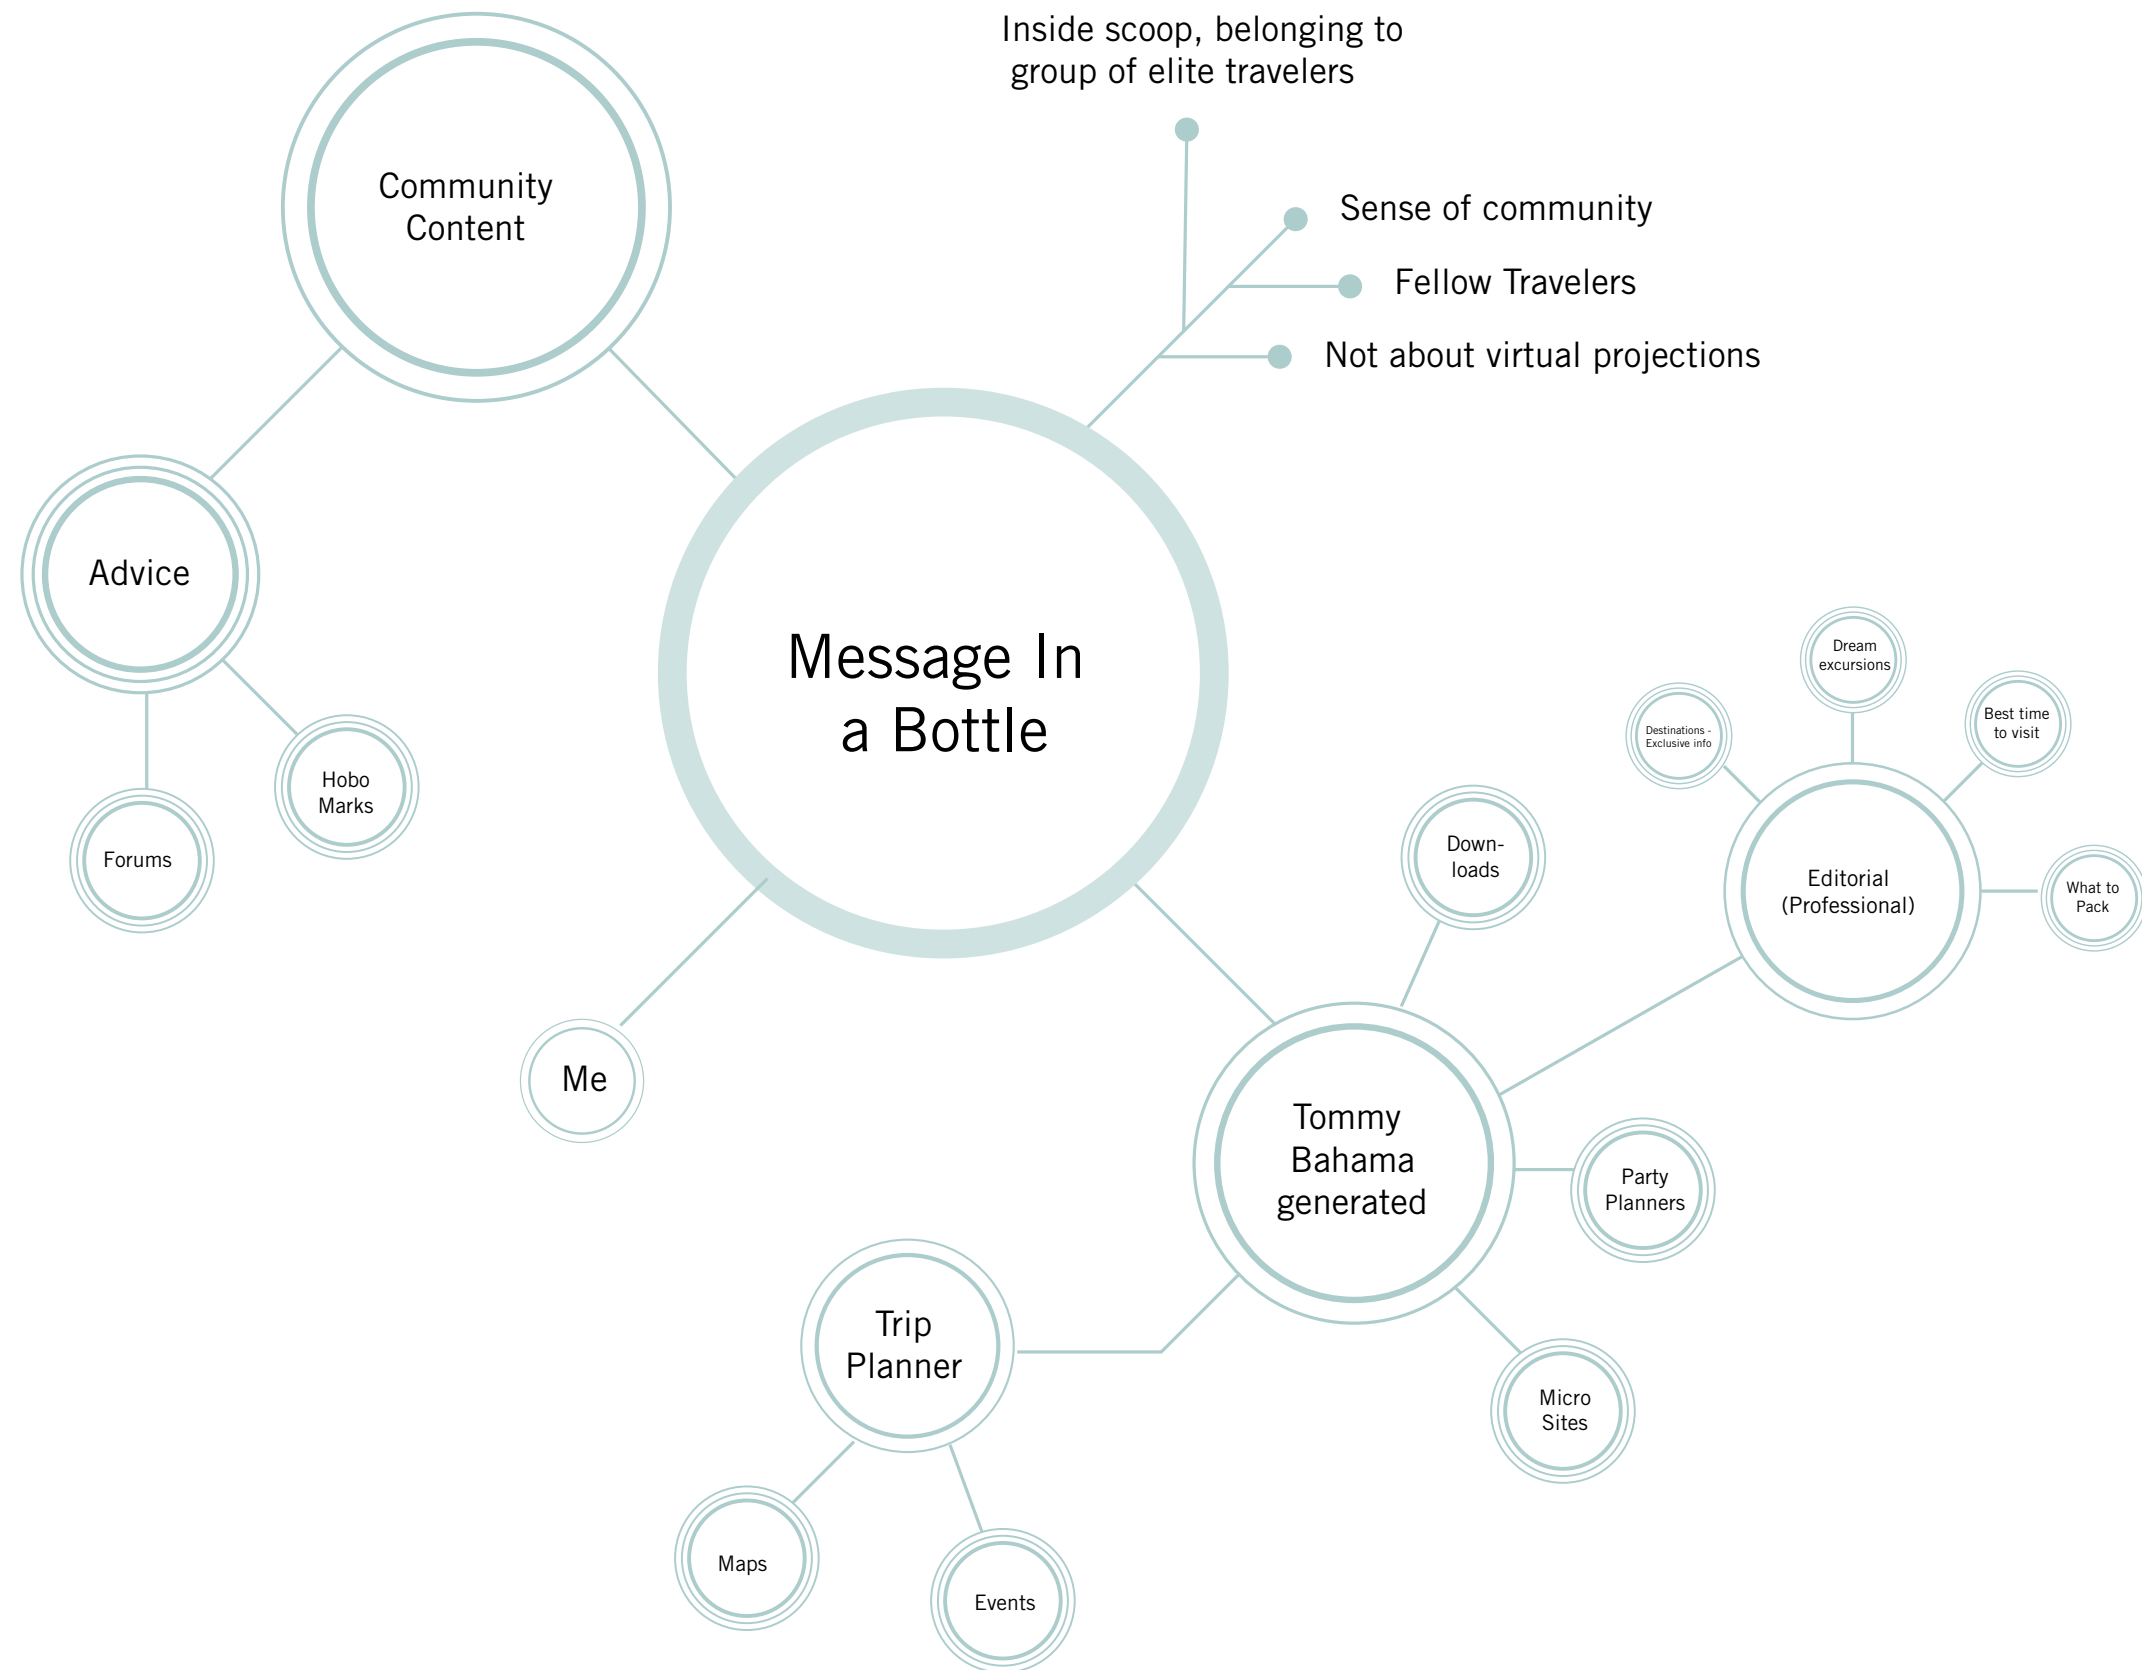 Inside scoop, belonging to
group of elite travelers
Community
Content
Sense of community
Fellow Travelers
Not about virtual projections
Advice
Message In
a Bottle
Hobo
Marks
Forums
Me
Dream
excursions
Destinations -
Exclusive info
Best time
to visit
Down-
loads
Editorial
(Professional)
What to
Pack
Tommy
Bahama
generated
Party
Planners
Trip
Planner
Micro
Sites
Maps
Events